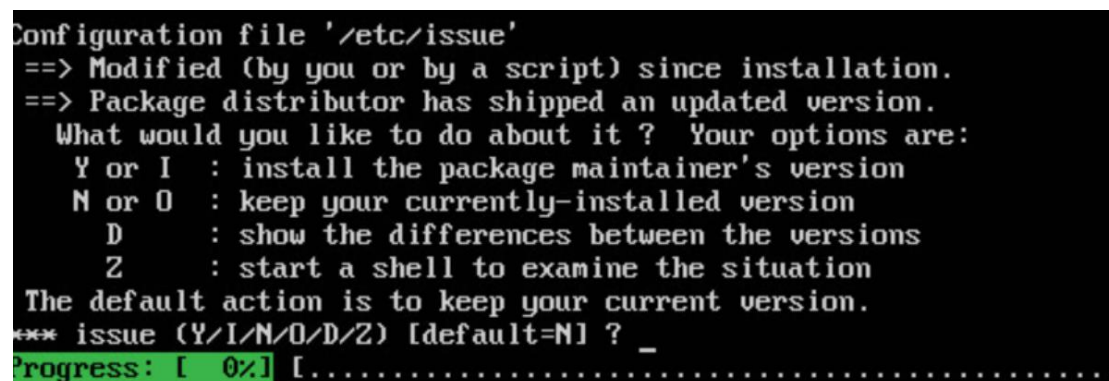 Configuration file '/etc/issue'
==> Modified (by you or by a script) since installation.
==> Package distributor has shipped an updated version.
What would you like to do about it ? Your options are:
Y or I : install the package maintainer's version
N or O : keep your currently-installed version
D : show the differences between the versions
Z : start a shell to examine the situation
The default action is to keep your current version.
*** issue (Y/I/N/O/D/Z) [default=N] ? _
Progress: [ 0%] [..................................................